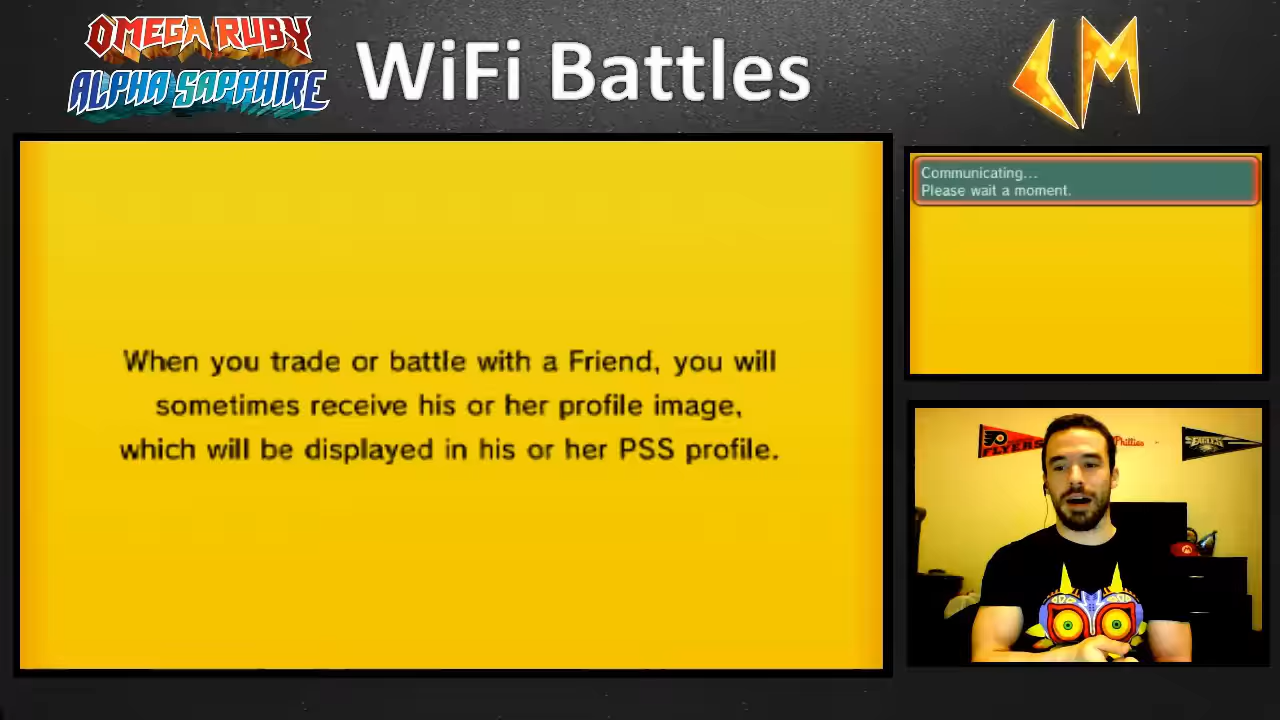 OMEGA RUBY
ALPHA SAPPHIRE
WiFi Battles
LM
When you trade or battle with a Friend, you will
sometimes receive his or her profile image,
which will be displayed in his or her PSS profile.
Communicating...
Please wait a moment.
FLYERS
Phillies
EAGLES